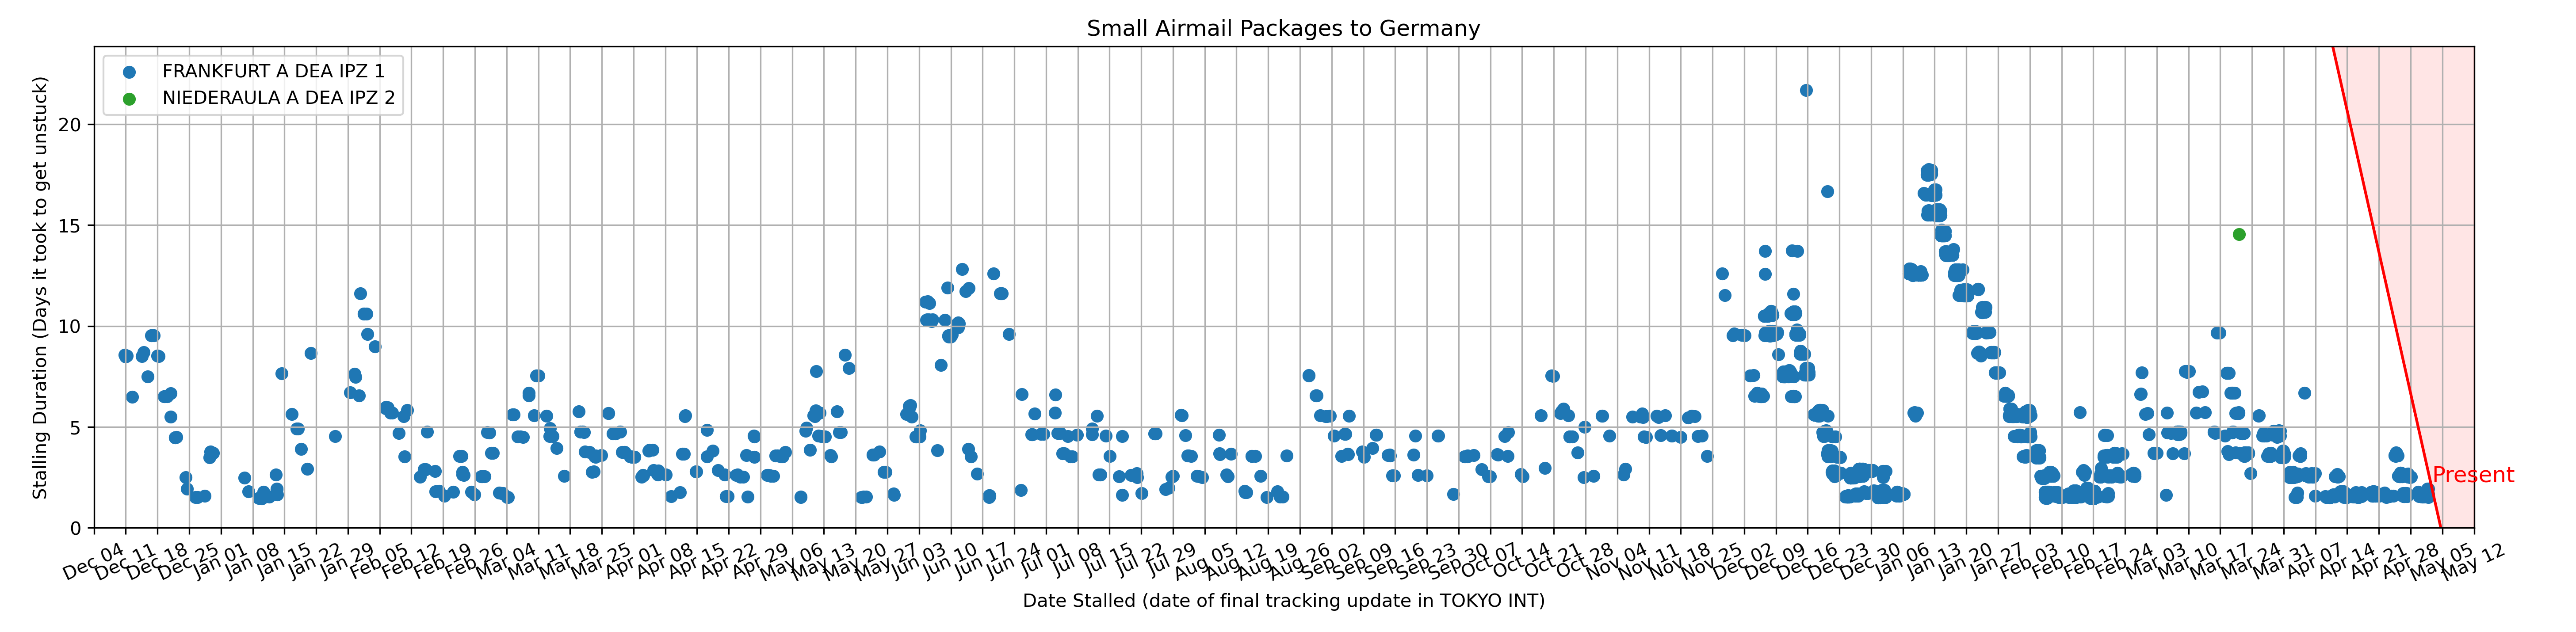 Small Airmail Packages to Germany
FRANKFURT A DEA IPZ 1
NIEDERAULA A DEA IPZ 2
Stalling Duration (Days it took to get unstuck)
20
15
10
5
0
Present
Dec 04 Dec 11 Dec 18 Dec 25 Jan 01 Jan 08 Jan 15 Jan 22 Jan 29 Feb 05 Feb 12 Feb 19 Feb 26 Mar 04 Mar 11 Mar 18 Mar 25 Apr 01 Apr 08 Apr 15 Apr 22 Apr 29 May 06 May 13 May 20 May 27 Jun 03 Jun 10 Jun 17 Jun 24 Jul 01 Jul 08 Jul 15 Jul 22 Jul 29 Aug 05 Aug 12 Aug 19 Aug 26 Sep 02 Sep 09 Sep 16 Sep 23 Sep 30 Oct 07 Oct 14 Oct 21 Oct 28 Nov 04 Nov 11 Nov 18 Nov 25 Dec 02 Dec 09 Dec 16 Dec 23 Dec 30 Jan 06 Jan 13 Jan 20 Jan 27 Feb 03 Feb 10 Feb 17 Feb 24 Mar 03 Mar 10 Mar 17 Mar 24 Mar 31 Apr 07 Apr 14 Apr 21 Apr 28 May 05 May 12
Date Stalled (date of final tracking update in TOKYO INT)